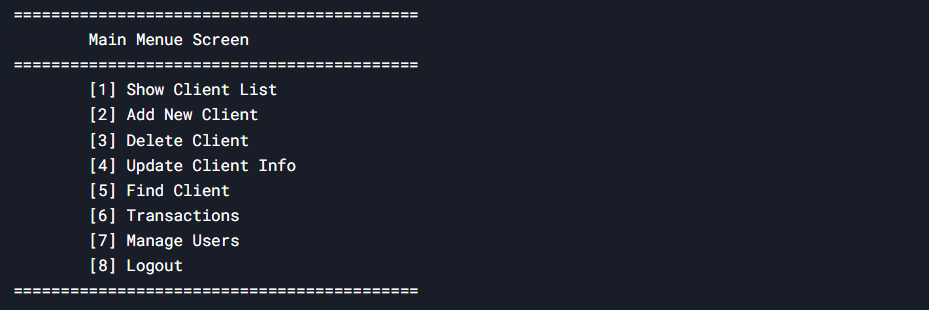 ===========================================
Main Menue Screen
===========================================
[1] Show Client List
[2] Add New Client
[3] Delete Client
[4] Update Client Info
[5] Find Client
[6] Transactions
[7] Manage Users
[8] Logout
===========================================